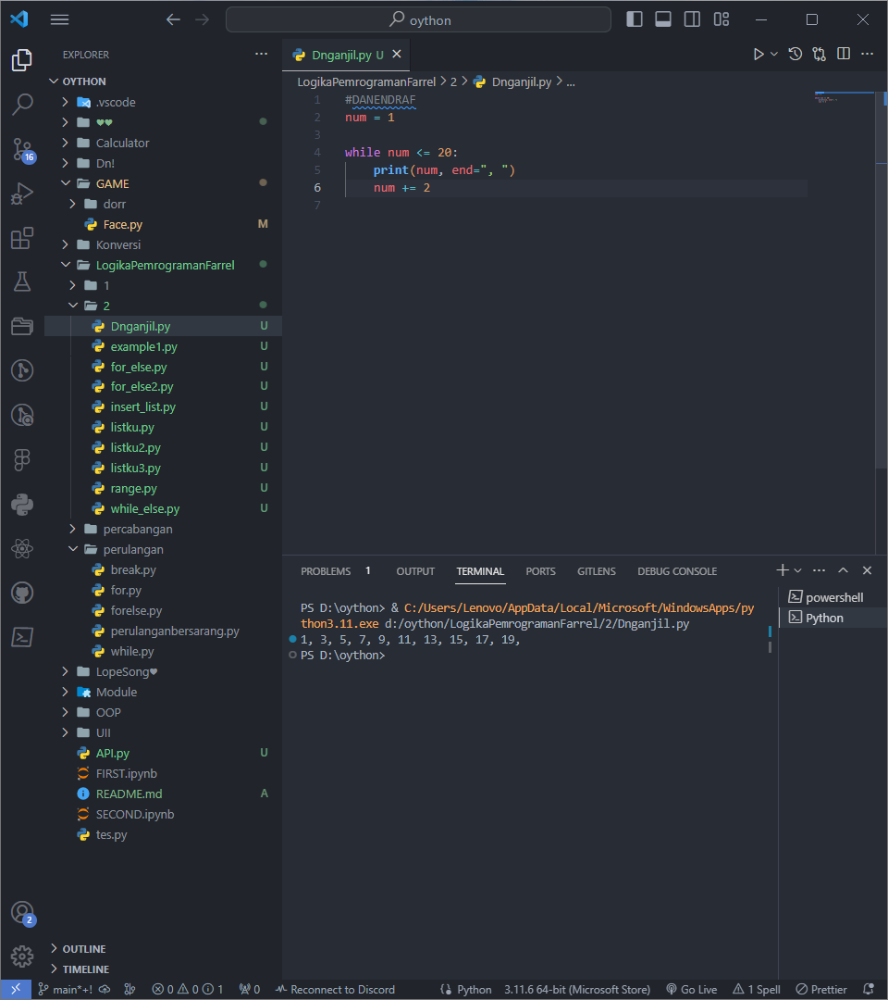 oython
EXPLORER
OYTHON
.vscode
♥♥
Calculator
Dn!
GAME
dorr
Face.py M
Konversi
LogikaPemrogramanFarrel
1
2
Dnganjil.py U
example1.py U
for_else.py U
for_else2.py U
insert_list.py U
listku.py U
listku2.py U
listku3.py U
range.py U
while_else.py U
percabangan
perulangan
break.py
for.py
forelse.py
perulanganbersarang.py
while.py
LopeSong♥
Module
OOP
UII
API.py U
FIRST.ipynb
README.md A
SECOND.ipynb
tes.py
OUTLINE
TIMELINE
16
2
Dnganjil.py U
LogikaPemrogramanFarrel > 2 > Dnganjil.py > ...
1 #DANENDRAF
2 num = 1
3
4 while num <= 20:
5     print(num, end=", ")
6     num += 2
7
PROBLEMS 1 OUTPUT TERMINAL PORTS GITLENS DEBUG CONSOLE
PS D:\oython> & C:/Users/Lenovo/AppData/Local/Microsoft/WindowsApps/py
thon3.11.exe d:/oython/LogikaPemrogramanFarrel/2/Dnganjil.py
1, 3, 5, 7, 9, 11, 13, 15, 17, 19,
PS D:\oython>
powershell
Python
main*+! 0 0 1 0 Reconnect to Discord Python 3.11.6 64-bit (Microsoft Store) Go Live 1 Spell Prettier